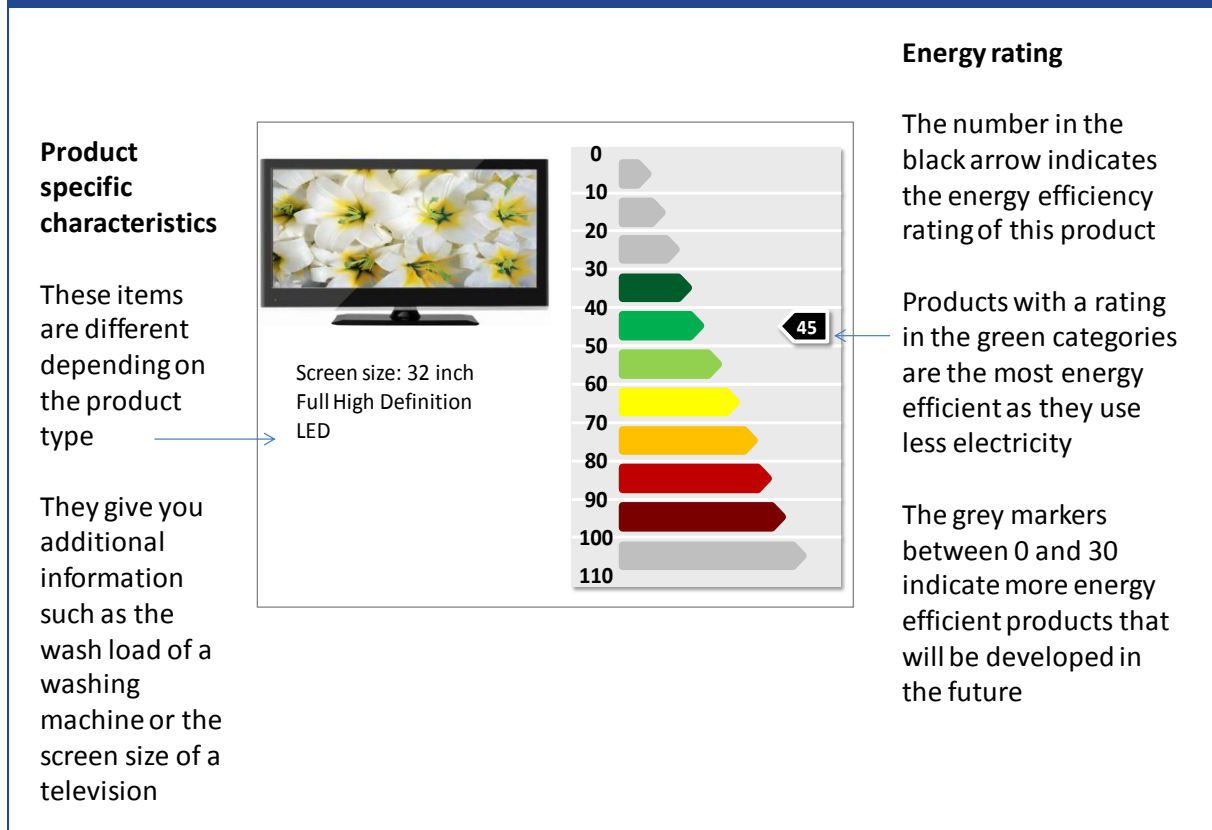 Product
specific
characteristics
These items
are different
depending on
the product
type
They give you
additional
information
such as the
wash load of a
washing
machine or the
screen size of a
television
Screen size: 32 inch
Full High Definition
LED
0
10
20
30
40
50
60
70
80
90
100
110
45
Energy rating
The number in the
black arrow indicates
the energy efficiency
rating of this product
Products with a rating
in the green categories
are the most energy
efficient as they use
less electricity
The grey markers
between 0 and 30
indicate more energy
efficient products that
will be developed in
the future